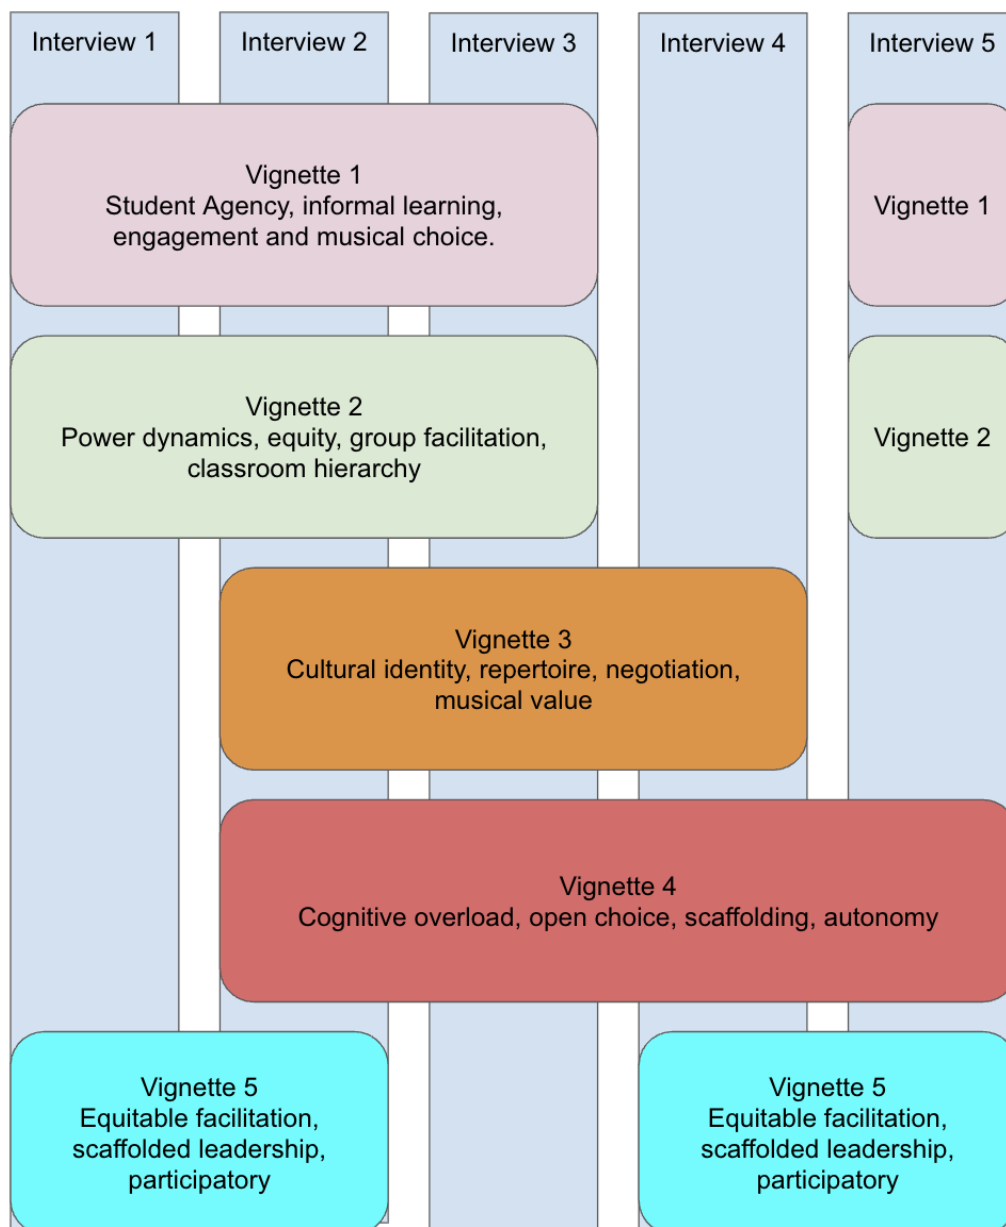 Interview 1
Interview 2
Interview 3
Interview 4
Interview 5
Vignette 1
Student Agency, informal learning,
engagement and musical choice.
Vignette 1
Vignette 2
Power dynamics, equity, group facilitation,
classroom hierarchy
Vignette 2
Vignette 3
Cultural identity, repertoire, negotiation,
musical value
Vignette 4
Cognitive overload, open choice, scaffolding, autonomy
Vignette 5
Equitable facilitation,
scaffolded leadership,
participatory
Vignette 5
Equitable facilitation,
scaffolded leadership,
participatory